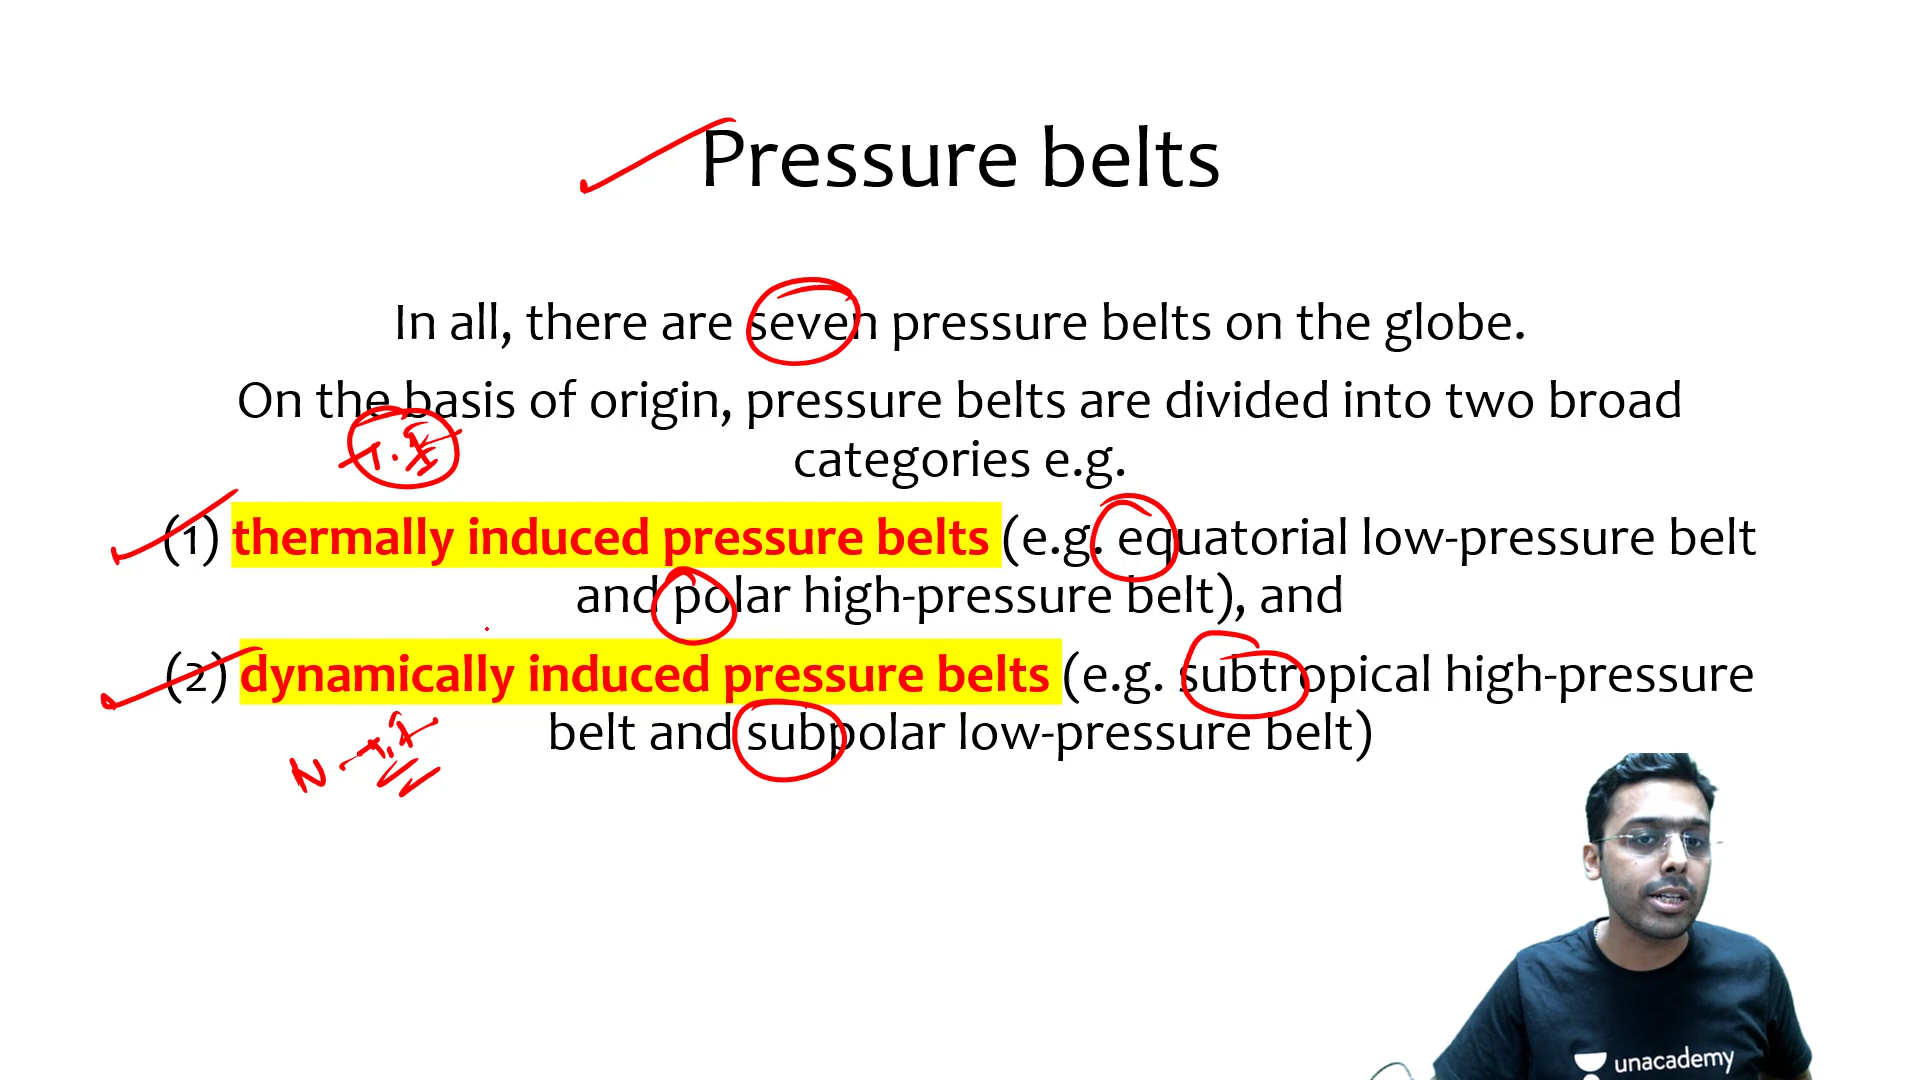 Pressure belts
In all, there are seven pressure belts on the globe.
On the basis of origin, pressure belts are divided into two broad
categories e.g.
T.I
(1) thermally induced pressure belts (e.g. equatorial low-pressure belt
and polar high-pressure belt), and
(2) dynamically induced pressure belts (e.g. subtropical high-pressure
belt and subpolar low-pressure belt)
unacademy